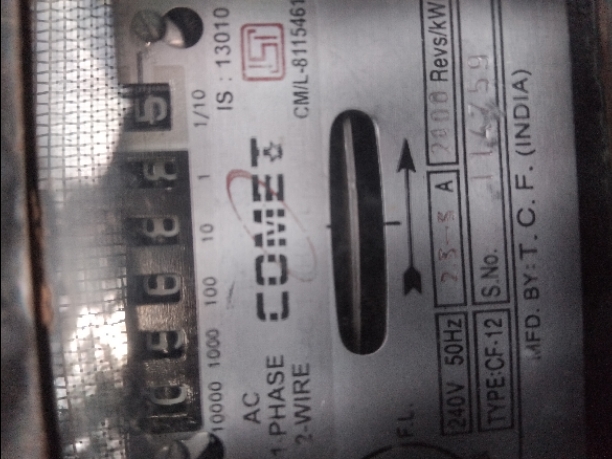 IS : 13010
CM/L-8115461
10000 1000 100 10 1 1/10
COMET
AC
1-PHASE
2-WIRE
F.L.
240V 50Hz
A
Revs/kW
TYPE:CF-12
S.No.
MFD. BY: T. C. F. (INDIA)